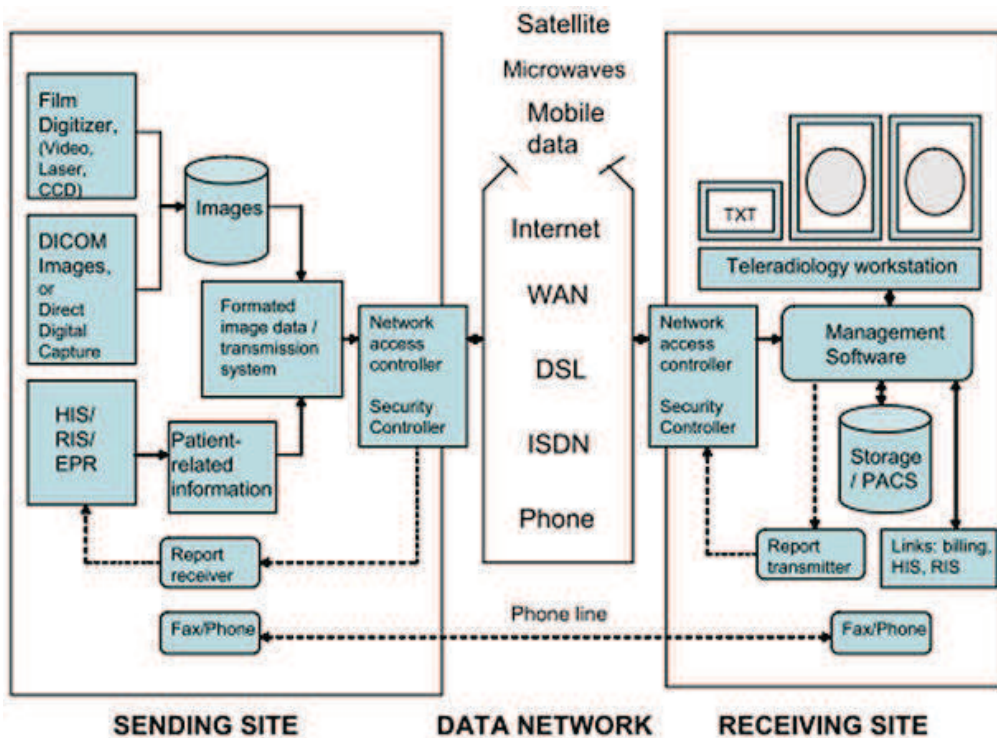 Satellite
Microwaves
Mobile
data
Internet
WAN
DSL
ISDN
Phone
Film
Digitizer,
(Video,
Laser,
CCD)
DICOM
Images,
or
Direct
Digital
Capture
HIS/
RIS/
EPR
Images
Formated
image data /
transmission
system
Patient-
related
information
Network
access
controller
Security
Controller
Report
receiver
Fax/Phone
Phone line
TXT
Teleradiology workstation
Network
access
controller
Security
Controller
Management
Software
Storage
/ PACS
Report
transmitter
Links: billing,
HIS, RIS
Fax/Phone
SENDING SITE
DATA NETWORK
RECEIVING SITE